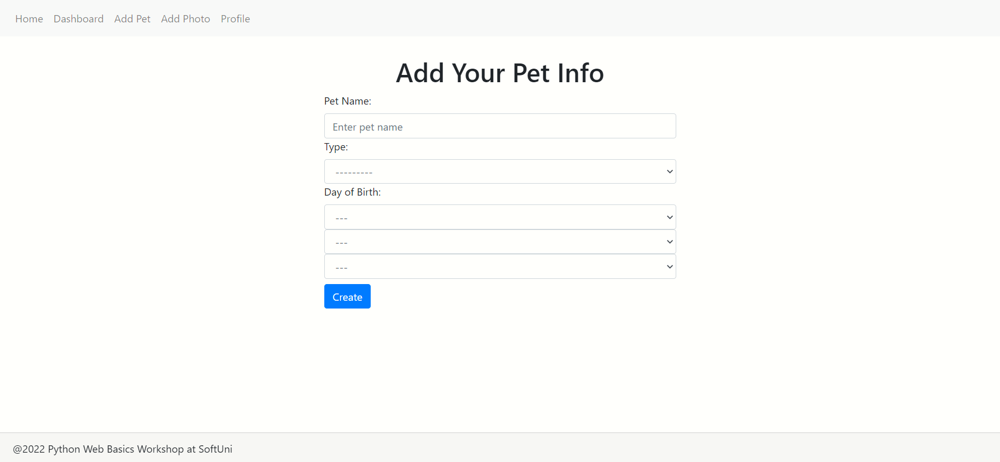 Home Dashboard Add Pet Add Photo Profile
Add Your Pet Info
Pet Name:
Enter pet name
Type:
---------
Day of Birth:
---
---
---
Create
@2022 Python Web Basics Workshop at SoftUni